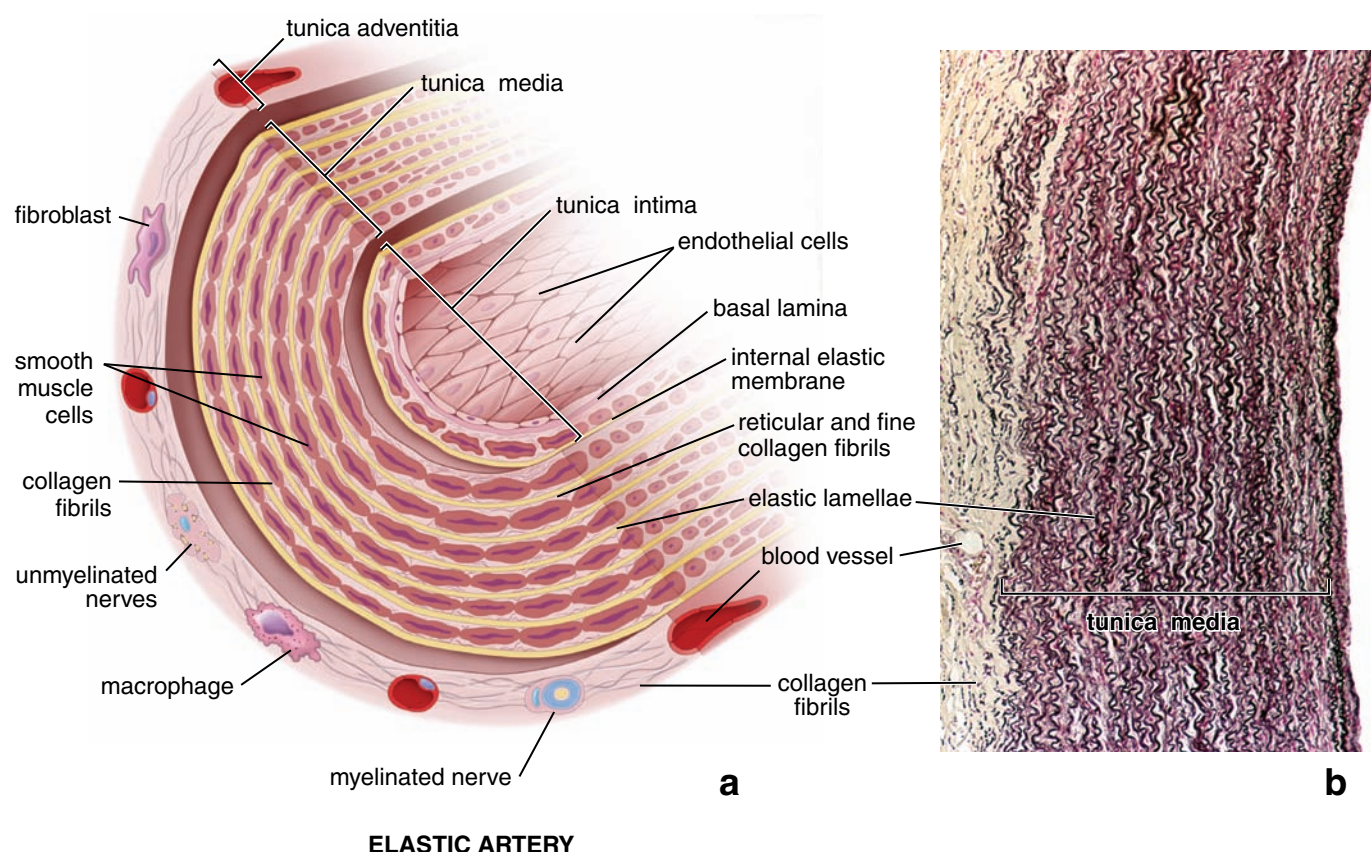 tunica adventitia
tunica media
tunica intima
fibroblast
endothelial cells
basal lamina
internal elastic
membrane
smooth
muscle
cells
reticular and fine
collagen fibrils
collagen
fibrils
elastic lamellae
blood vessel
unmyelinated
nerves
tunica media
macrophage
collagen
fibrils
myelinated nerve
a
b
ELASTIC ARTERY